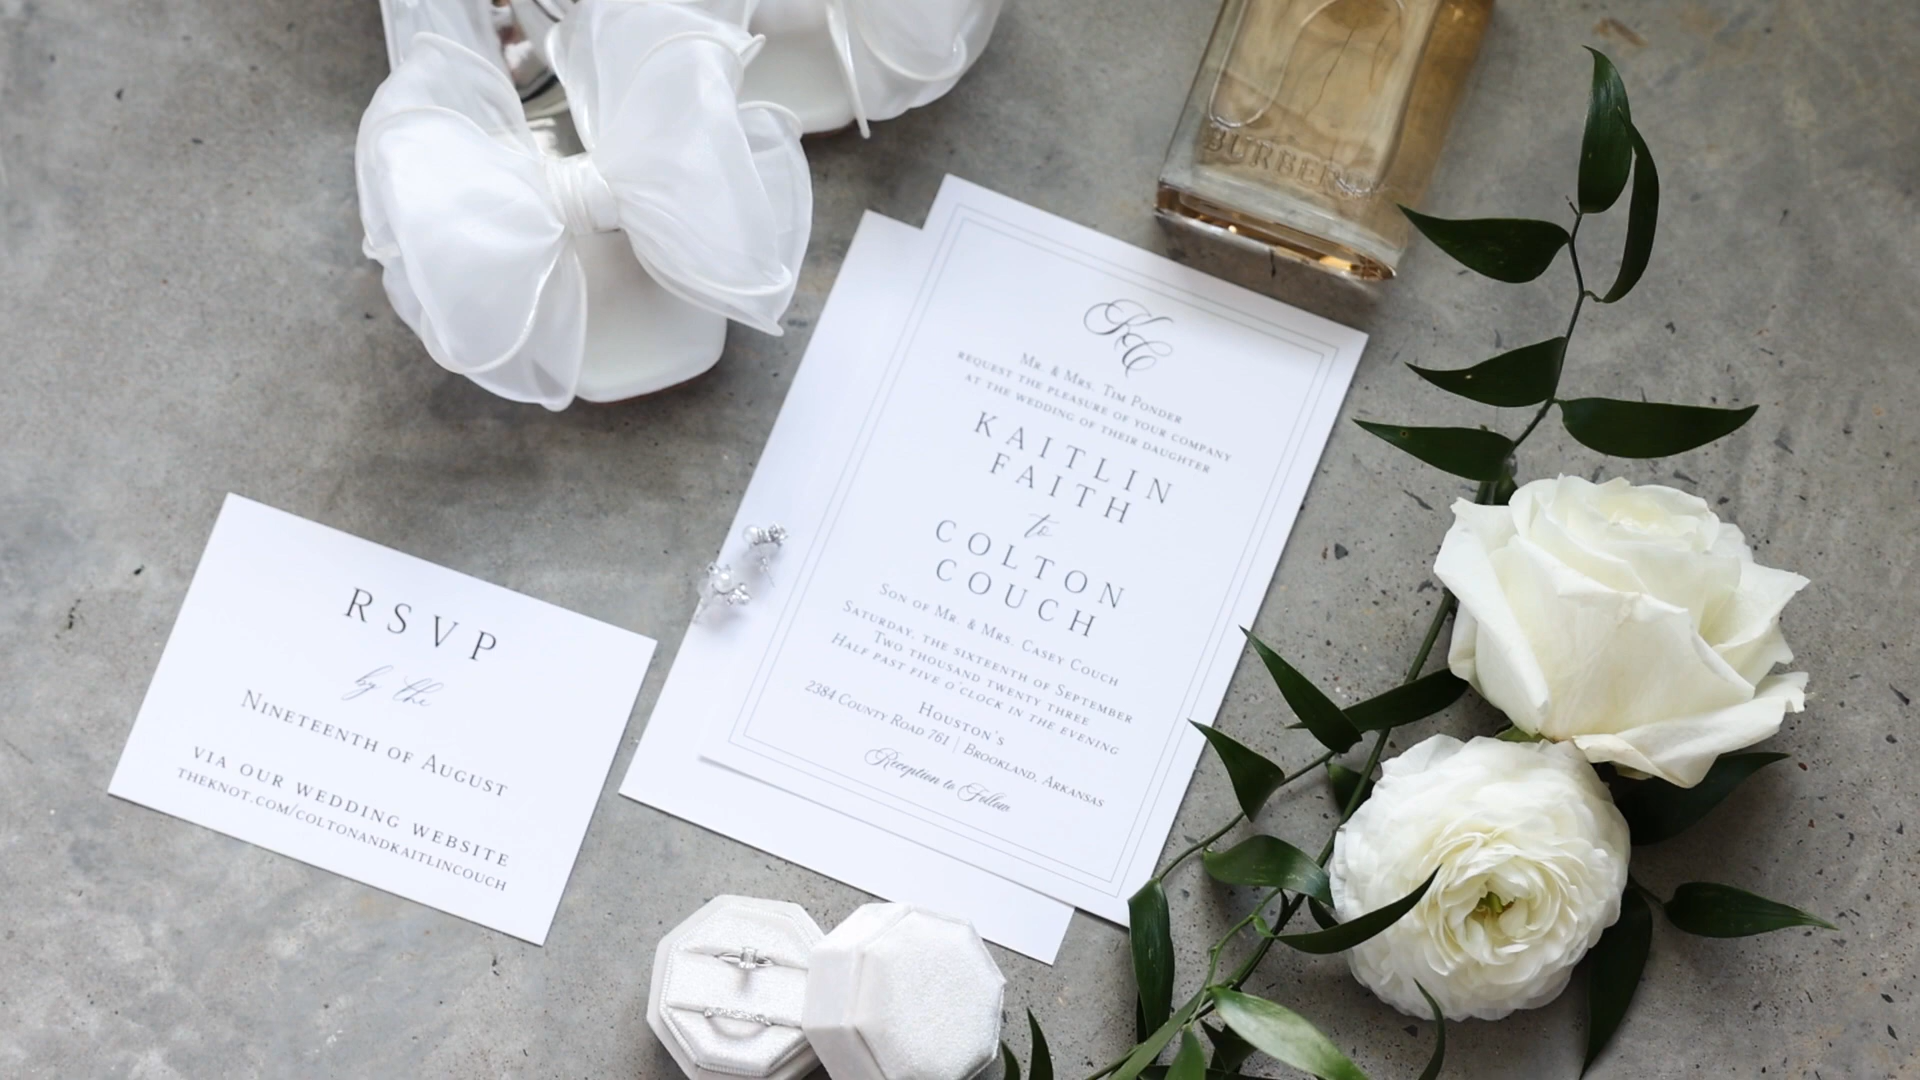 BURBERRY
KC
Mr. & Mrs. Tim Ponder
request the pleasure of your company
at the wedding of their daughter
KAITLIN
FAITH
to
COLTON
COUCH
Son of Mr. & Mrs. Casey Couch
Saturday, the sixteenth of September
Two thousand twenty three
Half past five o'clock in the evening
Houston's
2384 County Road 761 | Brookland, Arkansas
Reception to Follow
RSVP
by the
Nineteenth of August
via our wedding website
theknot.com/coltonandkaitlincouch